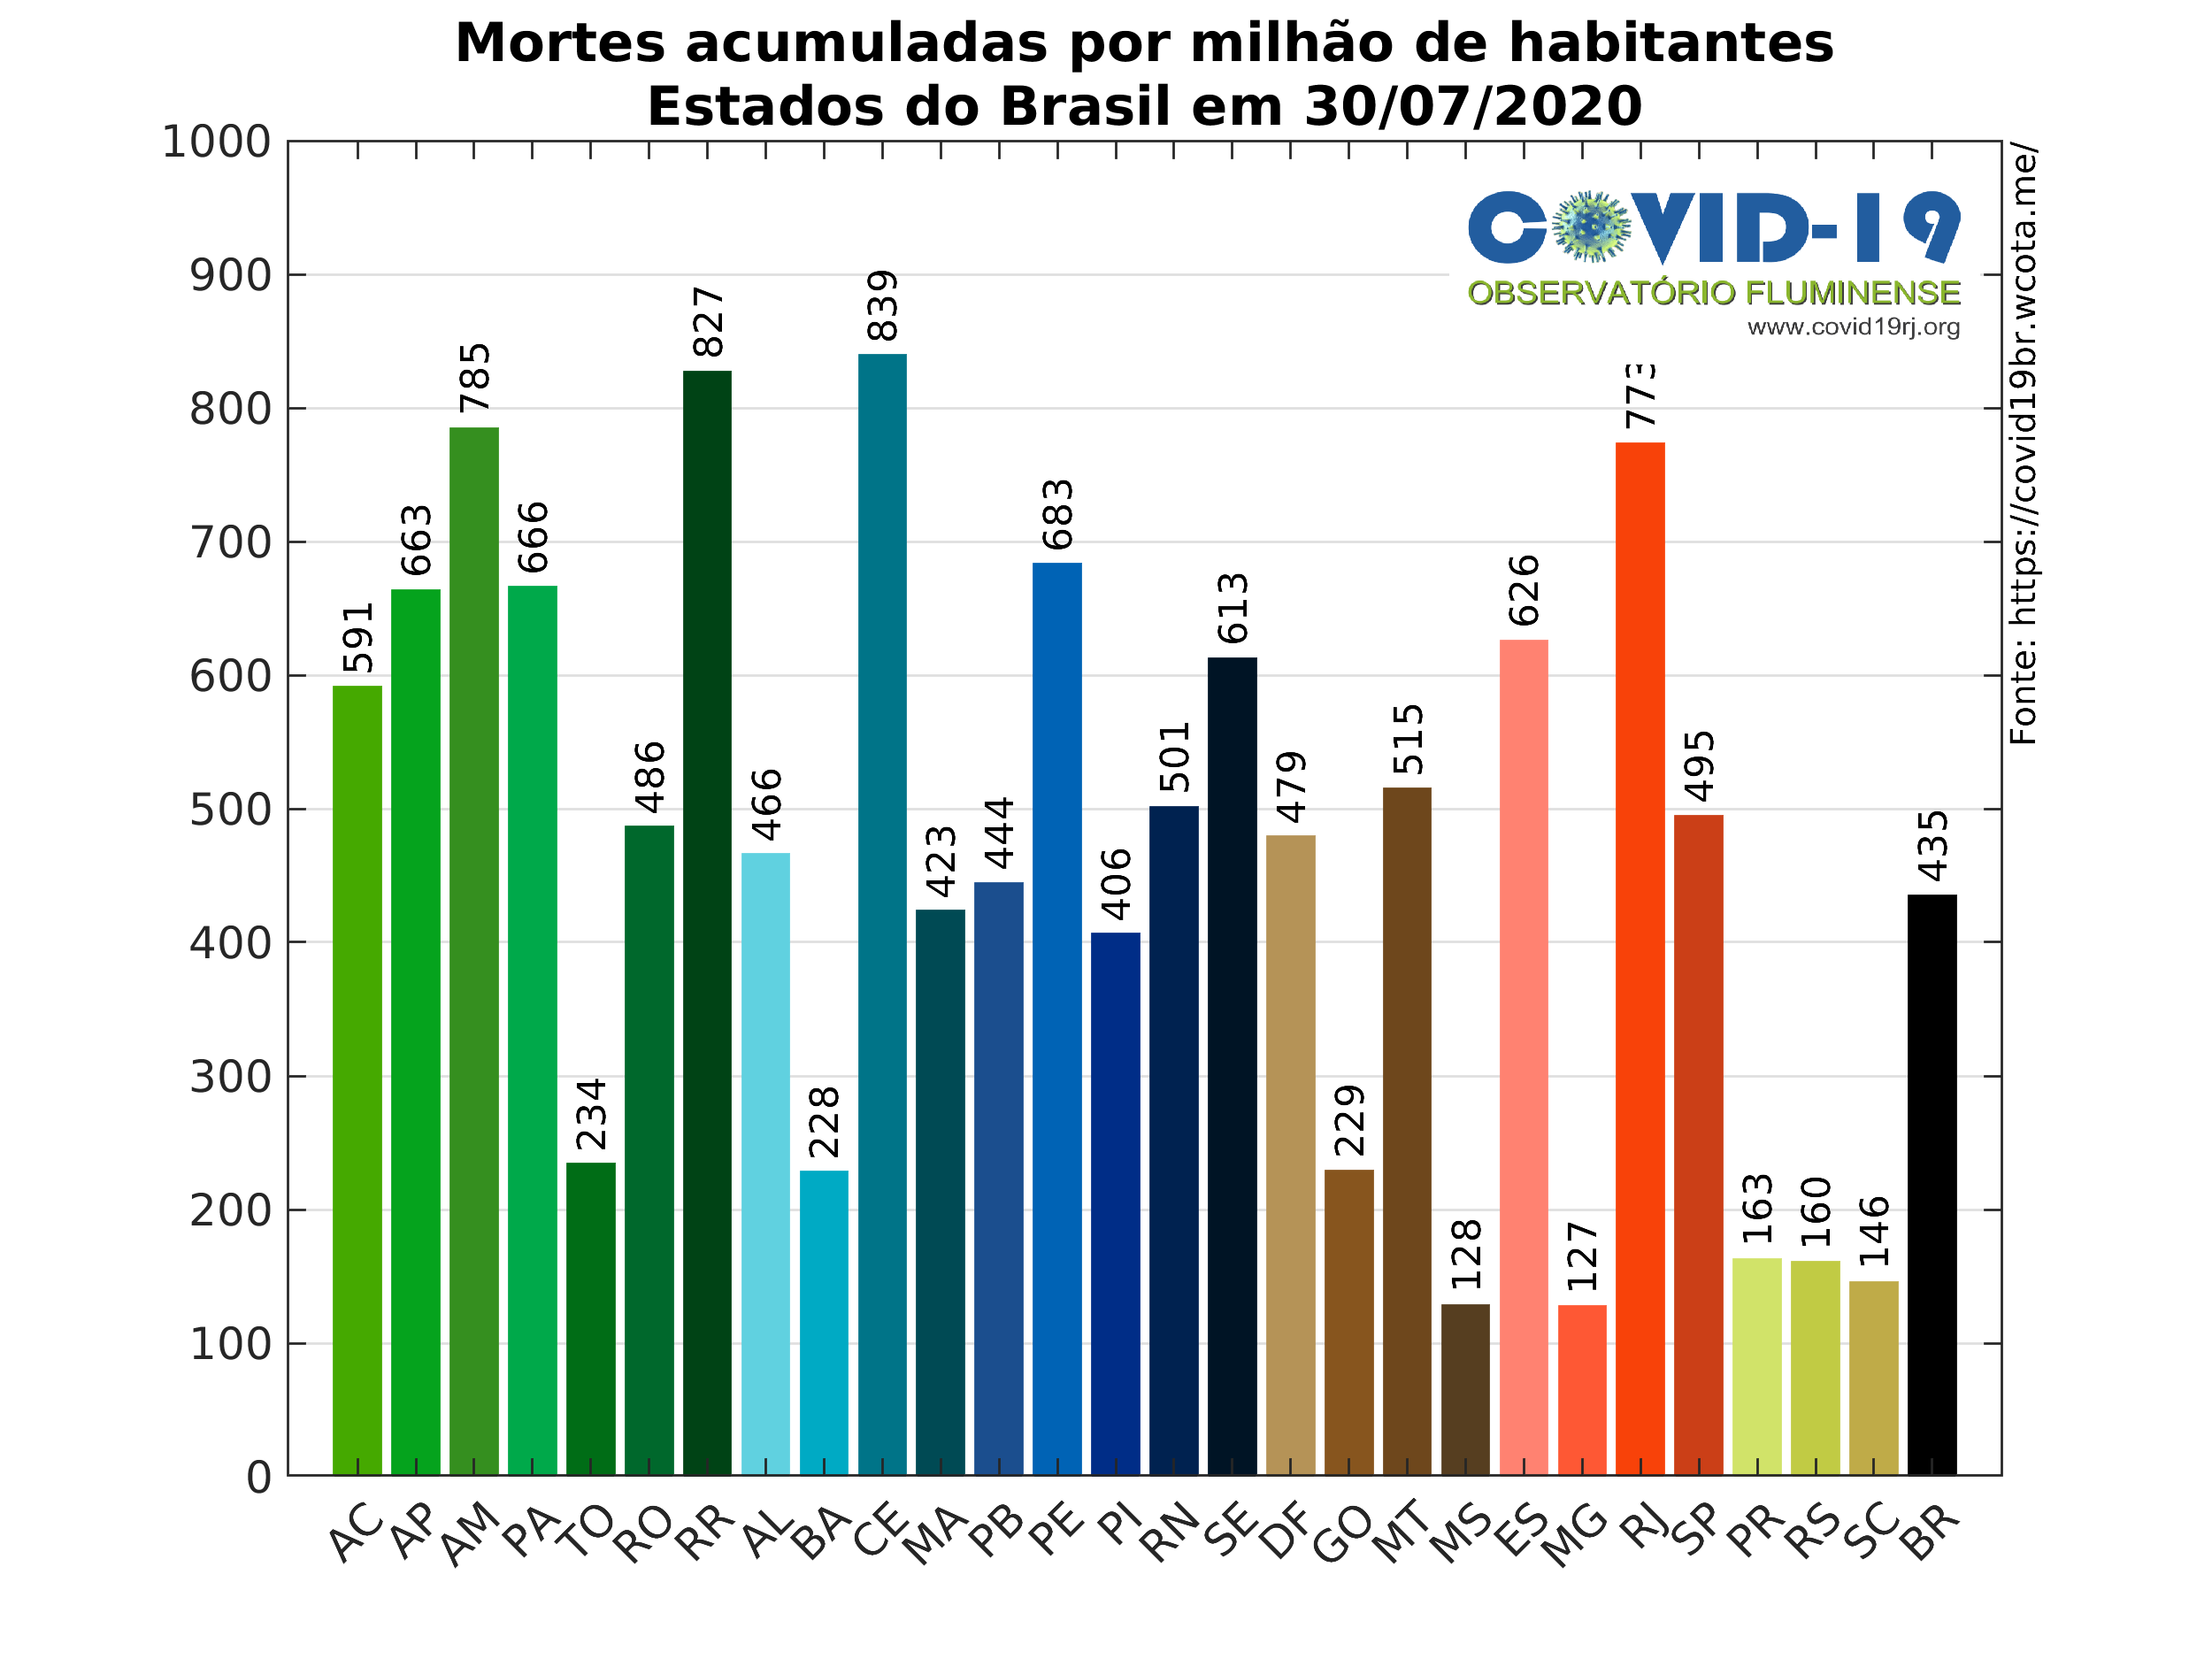 Mortes acumuladas por milhão de habitantes
Estados do Brasil em 30/07/2020
COVID-19
OBSERVATÓRIO FLUMINENSE
www.covid19rj.org
Fonte: https://covid19br.wcota.me/
1000
900
800
700
600
500
400
300
200
100
0
591
663
785
666
234
486
827
466
228
839
423
444
683
406
501
613
479
229
515
128
626
127
773
495
163
160
146
435
AC
AP
AM
PA
TO
RO
RR
AL
BA
CE
MA
PB
PE
PI
RN
SE
DF
GO
MT
MS
ES
MG
RJ
SP
PR
RS
SC
BR